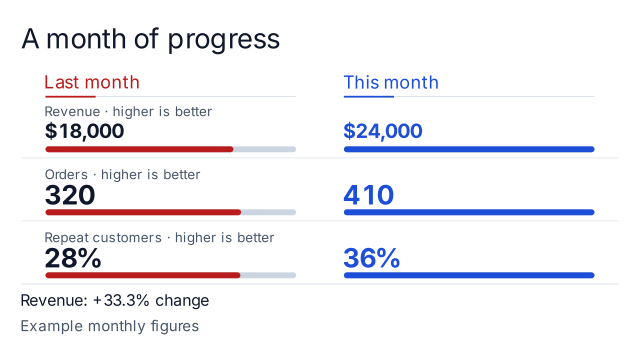 A month of progress
Last month
This month
Revenue · higher is better
$18,000
$24,000
Orders · higher is better
320
410
Repeat customers · higher is better
28%
36%
Revenue: +33.3% change
Example monthly figures